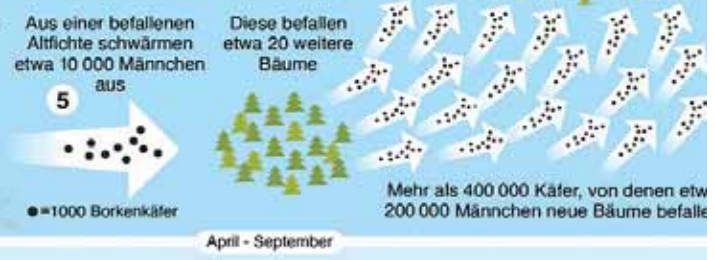 Aus einer befallenen
Altfichte schwärmen
etwa 10 000 Männchen
aus
5
●=1000 Borkenkäfer
Diese befallen
etwa 20 weitere
Bäume
Mehr als 400 000 Käfer, von denen etw
200 000 Männchen neue Bäume befalle
April - September